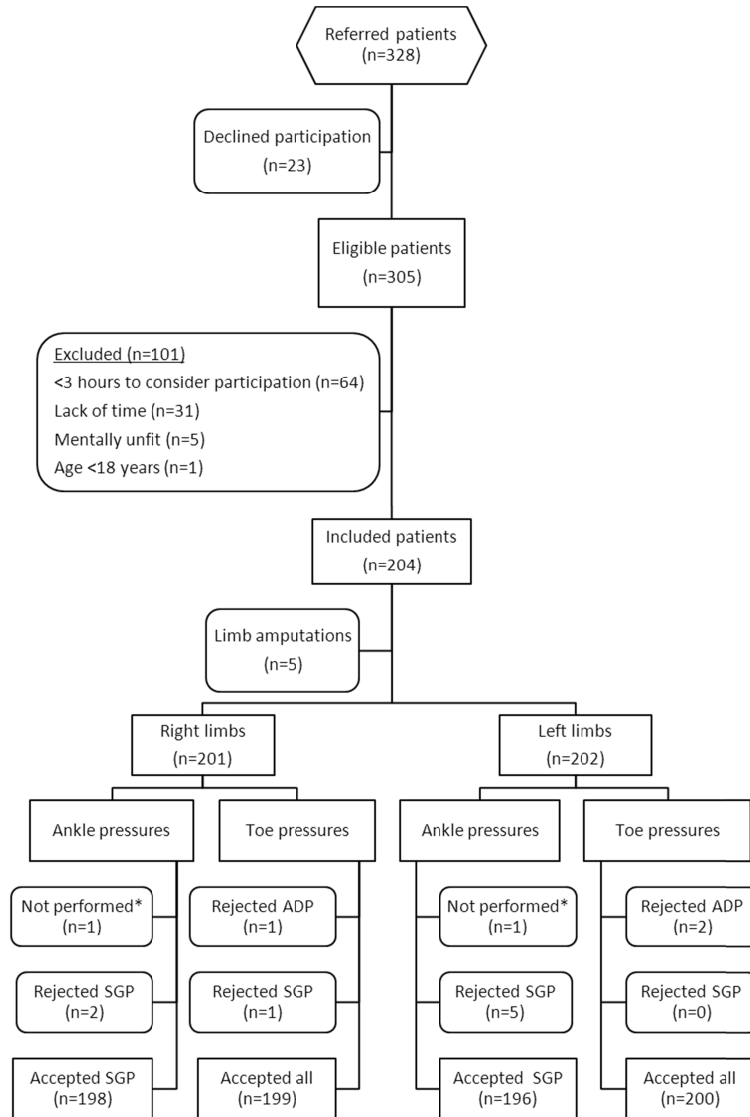 Referred patients
(n=328)
Declined participation
(n=23)
Eligible patients
(n=305)
Excluded (n=101)
<3 hours to consider participation (n=64)
Lack of time (n=31)
Mentally unfit (n=5)
Age <18 years (n=1)
Included patients
(n=204)
Limb amputations
(n=5)
Right limbs
(n=201)
Left limbs
(n=202)
Ankle pressures
Toe pressures
Ankle pressures
Toe pressures
Not performed*
(n=1)
Rejected ADP
(n=1)
Not performed*
(n=1)
Rejected ADP
(n=2)
Rejected SGP
(n=2)
Rejected SGP
(n=1)
Rejected SGP
(n=5)
Rejected SGP
(n=0)
Accepted SGP
(n=198)
Accepted all
(n=199)
Accepted SGP
(n=196)
Accepted all
(n=200)